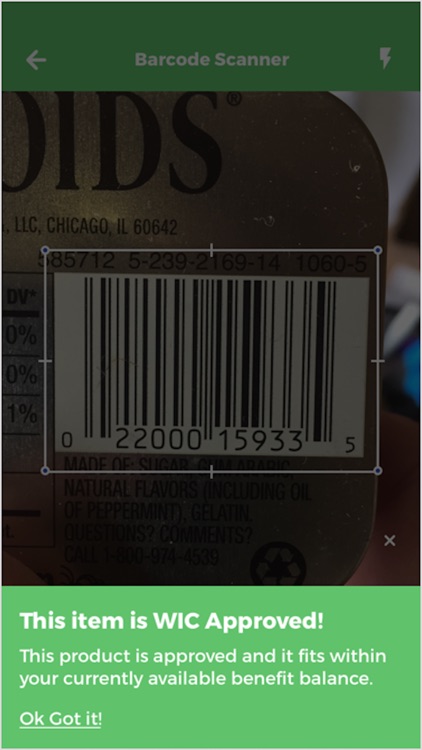 Barcode Scanner
OIDS®
, LLC, CHICAGO, IL 60642
585712 5-239-2169-14 1060-5
DV*
0%
0%
1%
0 22000 15933 5
MADE OF: SUGAR, GUM ARABIC,
NATURAL FLAVORS (INCLUDING OIL
OF PEPPERMINT), GELATIN.
QUESTIONS? COMMENTS?
CALL 1-800-974-4539
This item is WIC Approved!
This product is approved and it fits within
your currently available benefit balance.
Ok Got it!